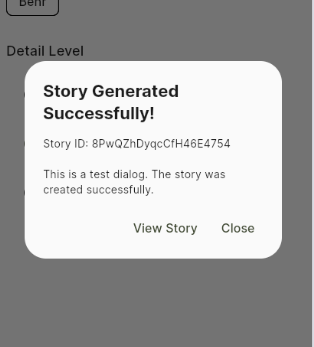 Behr
Detail Level
Story Generated
Successfully!
Story ID: 8PwQZhDyqcCfH46E4754
This is a test dialog. The story was
created successfully.
View Story Close